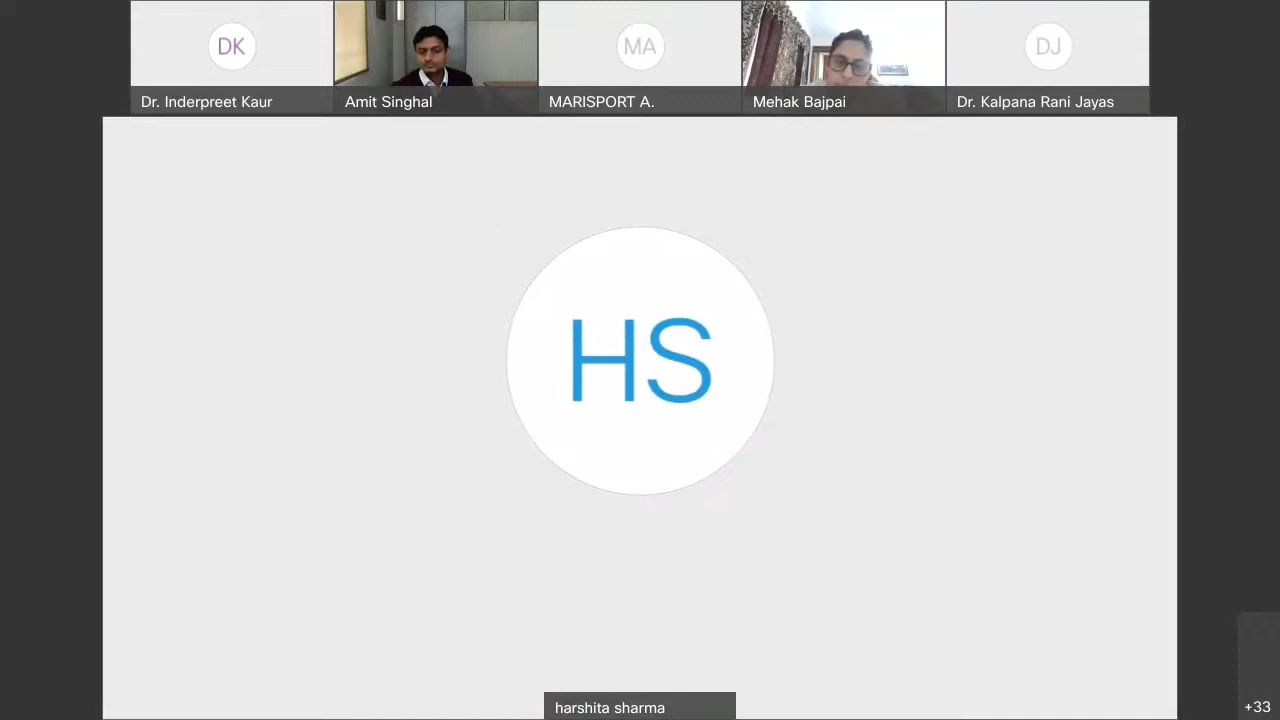 DK
Dr. Inderpreet Kaur
Amit Singhal
MA
MARISPORT A.
Mehak Bajpai
DJ
Dr. Kalpana Rani Jayas
HS
harshita sharma
+33